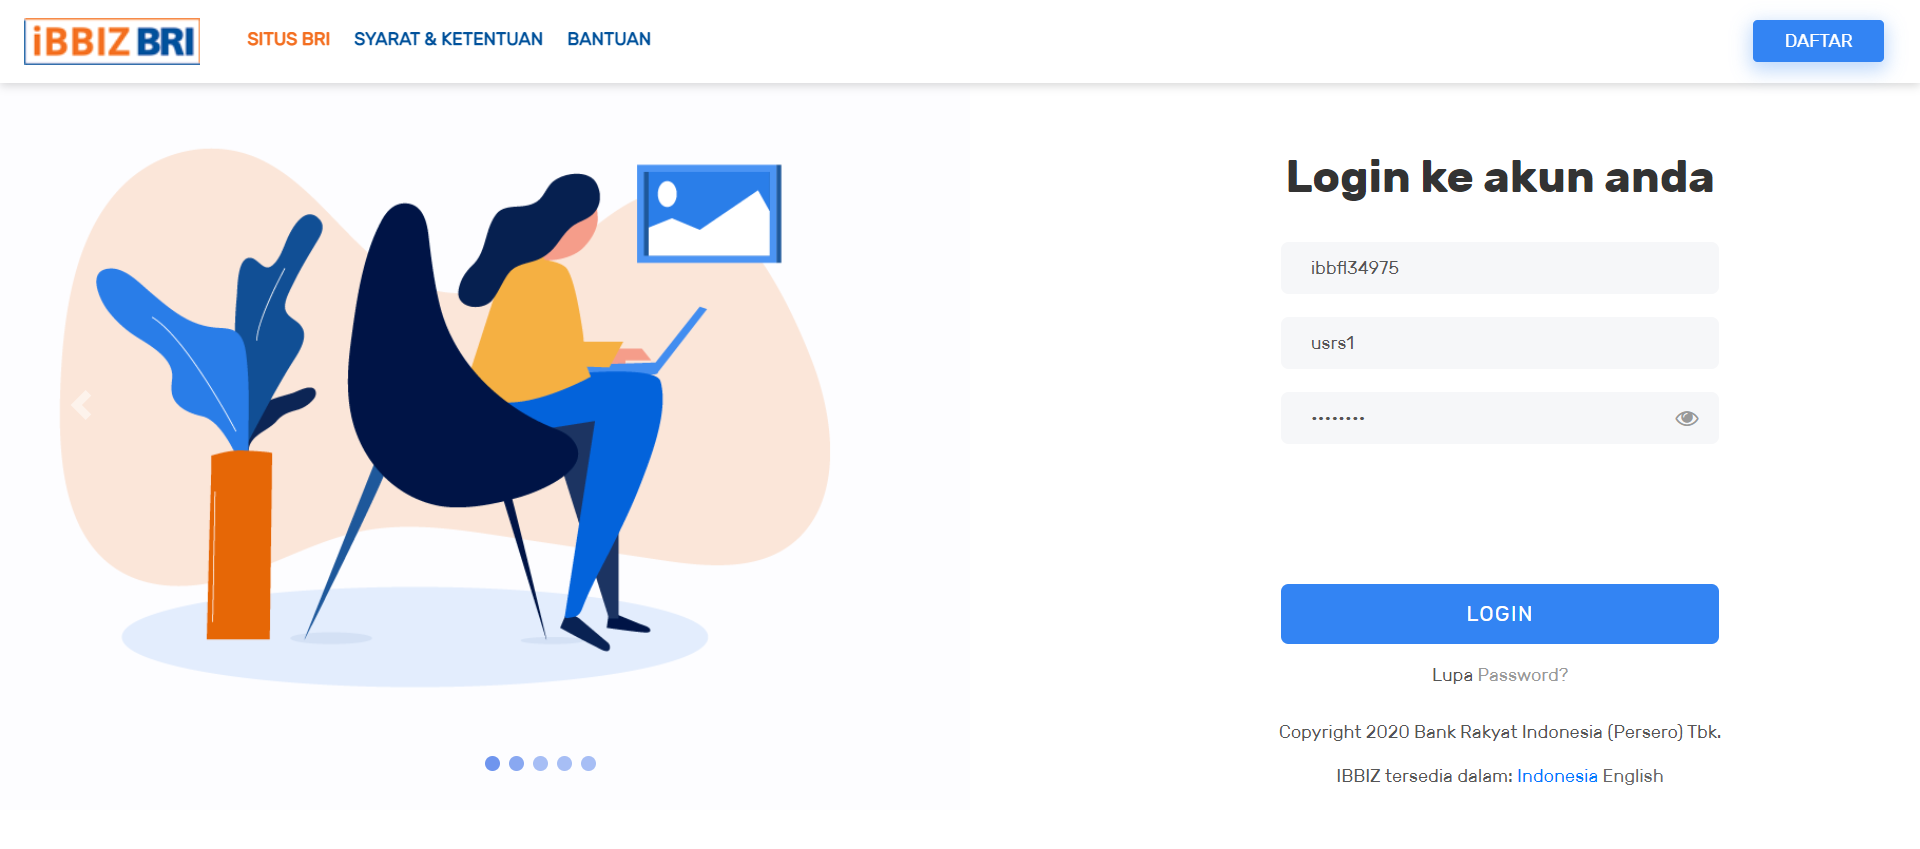 iBBIZ BRI
SITUS BRI
SYARAT & KETENTUAN
BANTUAN
DAFTAR
Login ke akun anda
ibbfl34975
usrs1
••••••••
LOGIN
Lupa Password?
Copyright 2020 Bank Rakyat Indonesia (Persero) Tbk.
IBBIZ tersedia dalam: Indonesia English